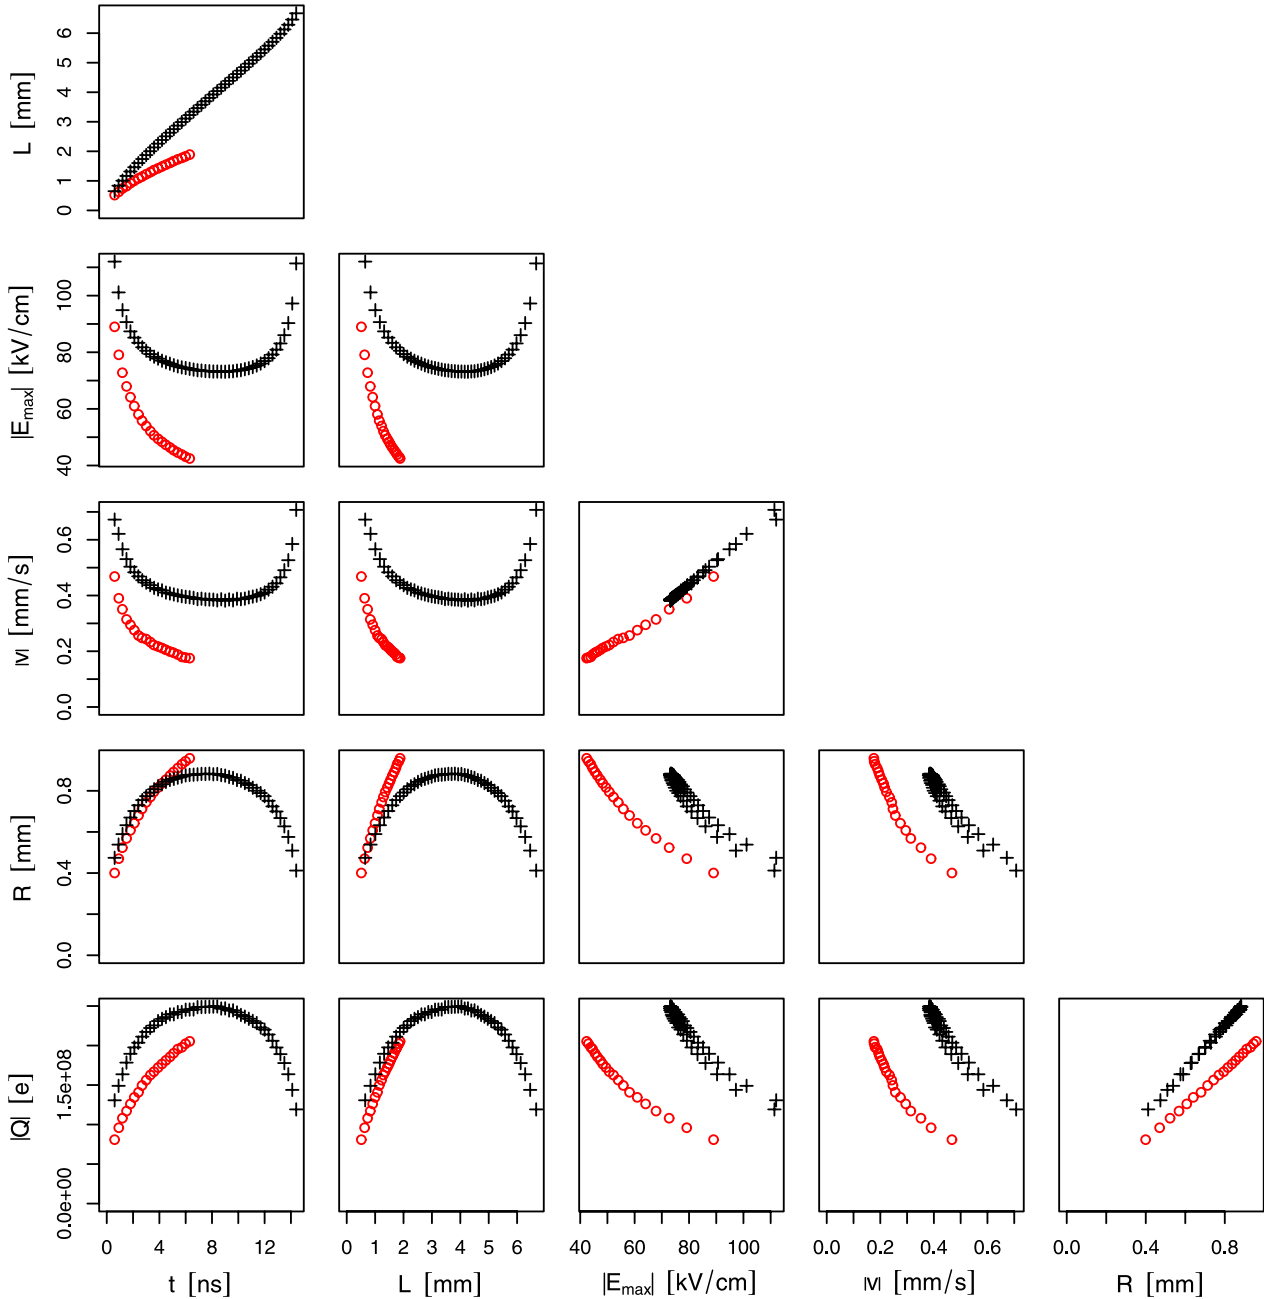 L [mm]
0 1 2 3 4 5 6
|Emax| [kV/cm]
40 60 80 100
|v| [mm/s]
0.0 0.2 0.4 0.6
R [mm]
0.0 0.4 0.8
|Q| [e]
0.0e+00 1.5e+08
0 4 8 12
0 1 2 3 4 5 6
40 60 80 100
0.0 0.2 0.4 0.6
0.0 0.4 0.8
t [ns]
L [mm]
|Emax| [kV/cm]
|v| [mm/s]
R [mm]